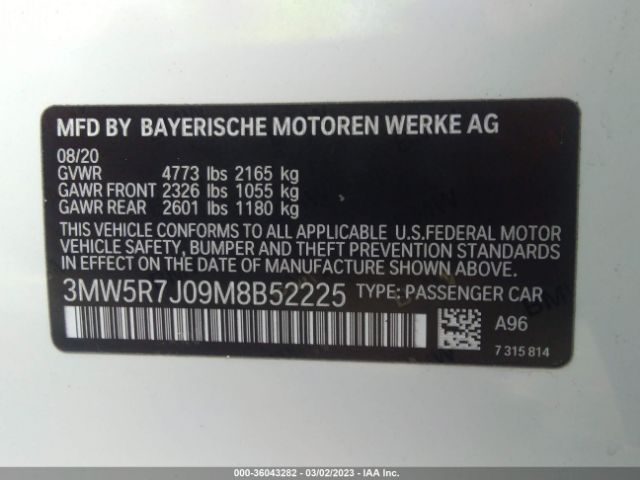 MFD BY BAYERISCHE MOTOREN WERKE AG
08/20
GVWR 4773 lbs 2165 kg
GAWR FRONT 2326 lbs 1055 kg
GAWR REAR 2601 lbs 1180 kg
THIS VEHICLE CONFORMS TO ALL APPLICABLE U.S.FEDERAL MOTOR
VEHICLE SAFETY, BUMPER AND THEFT PREVENTION STANDARDS
IN EFFECT ON THE DATE OF MANUFACTURE SHOWN ABOVE.
3MW5R7J09M8B52225 TYPE: PASSENGER CAR
A96
7 315 814
000-36043282 - 03/02/2023 - IAA Inc.